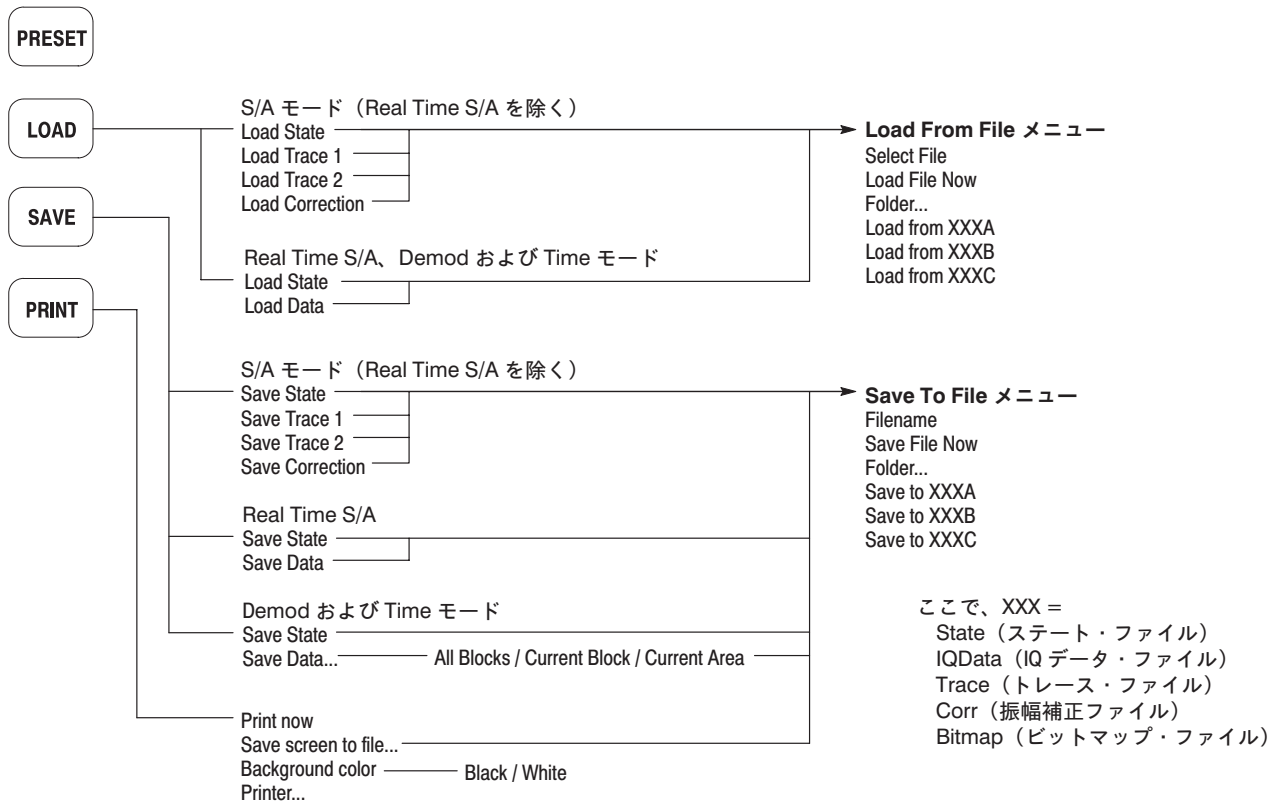 PRESET
LOAD
SAVE
PRINT
S/A モード（Real Time S/A を除く）
Load State
Load Trace 1
Load Trace 2
Load Correction
Real Time S/A、Demod および Time モード
Load State
Load Data
Load From File メニュー
Select File
Load File Now
Folder...
Load from XXXA
Load from XXXB
Load from XXXC
S/A モード（Real Time S/A を除く）
Save State
Save Trace 1
Save Trace 2
Save Correction
Real Time S/A
Save State
Save Data
Demod および Time モード
Save State
Save Data... All Blocks / Current Block / Current Area
Print now
Save screen to file...
Background color Black / White
Printer...
Save To File メニュー
Filename
Save File Now
Folder...
Save to XXXA
Save to XXXB
Save to XXXC
ここで、XXX =
State（ステート・ファイル）
IQData（IQ データ・ファイル）
Trace（トレース・ファイル）
Corr（振幅補正ファイル）
Bitmap（ビットマップ・ファイル）